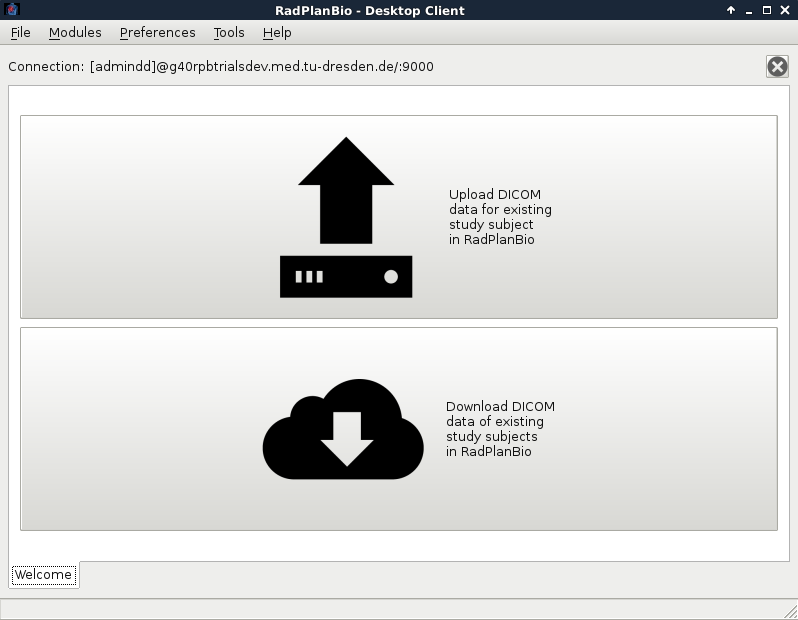 RadPlanBio - Desktop Client
File Modules Preferences Tools Help
Connection: [admindd]@g40rpbtrialsdev.med.tu-dresden.de/:9000
Upload DICOM
data for existing
study subject
in RadPlanBio
Download DICOM
data of existing
study subjects
in RadPlanBio
Welcome